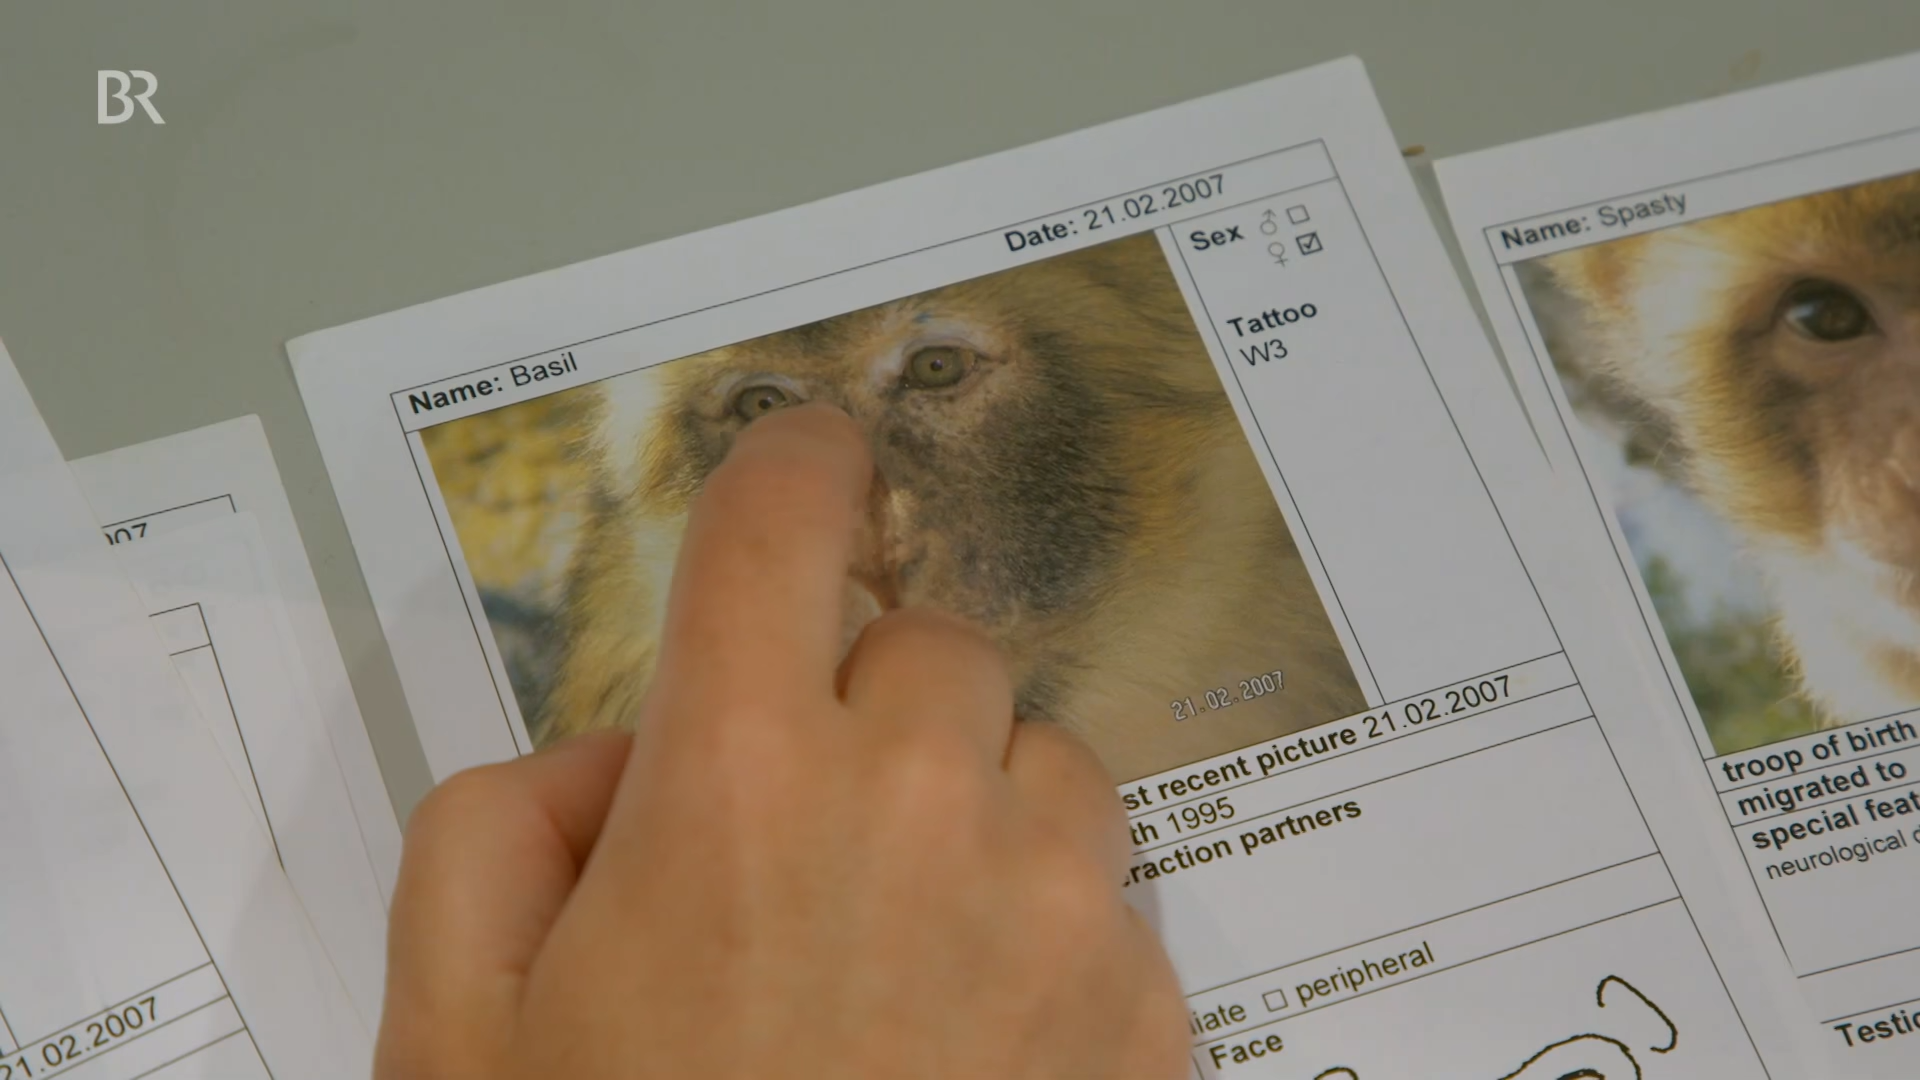 BR
Name: Basil
Date: 21.02.2007
Sex ♂ ☐
♀ ☑
Tattoo
W3
21.02.2007
st recent picture 21.02.2007
th 1995
raction partners
iate ☐ peripheral
Face
Name: Spasty
troop of birth
migrated to
special feat
neurological
Testic
007
21.02.2007